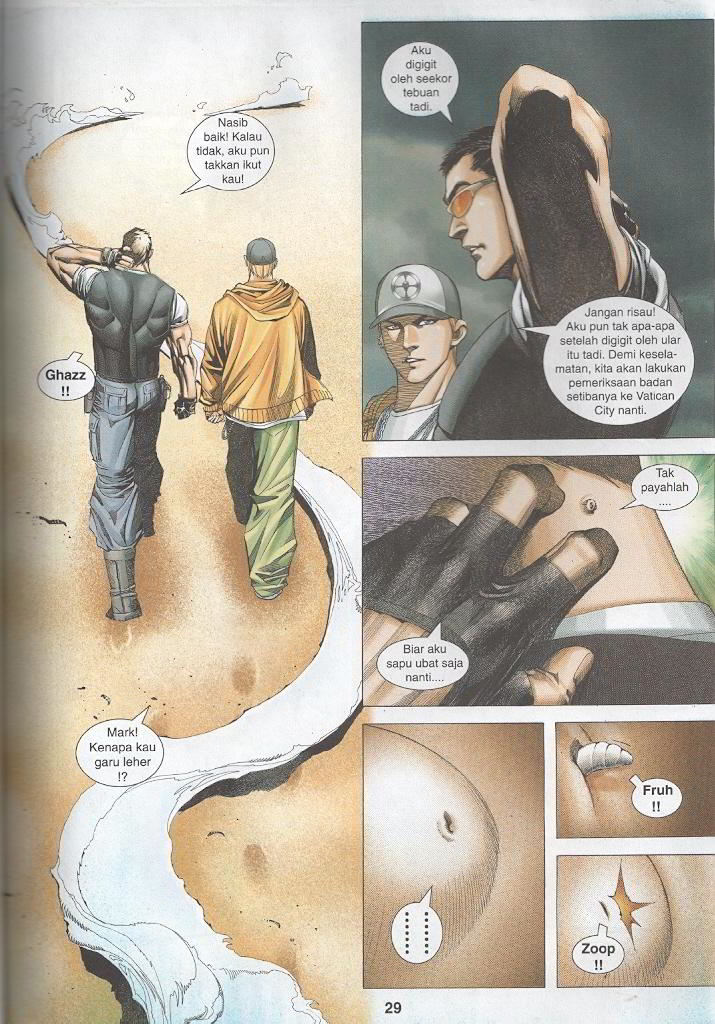 Nasib
baik! Kalau
tidak, aku pun
takkan ikut
kau!
Ghazz
!!
Mark!
Kenapa kau
garu leher
!?
Aku
digigit
oleh seekor
tebuan
tadi.
Jangan risau!
Aku pun tak apa-apa
setelah digigit oleh ular
itu tadi. Demi kesela-
matan, kita akan lakukan
pemeriksaan badan
setibanya ke Vatican
City nanti.
Tak
payahlah
....
Biar aku
sapu ubat saja
nanti....
Fruh
!!
Zoop
!!
29